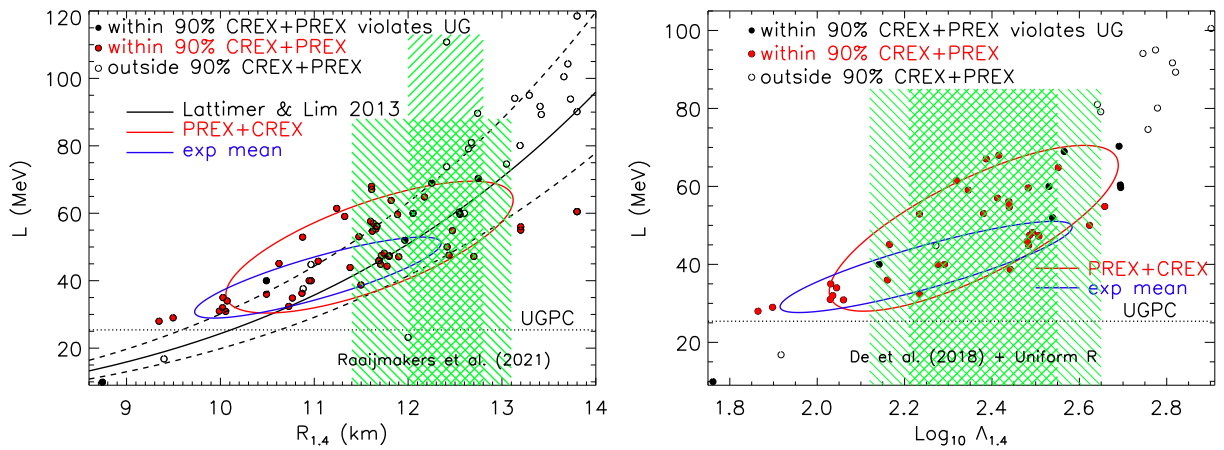 within 90% CREX+PREX violates UG
within 90% CREX+PREX
outside 90% CREX+PREX
Lattimer & Lim 2013
PREX+CREX
exp mean
UGPC
Raaijmakers et al. (2021)
L (MeV)
120
100
80
60
40
20
9 10 11 12 13 14
R1.4 (km)
within 90% CREX+PREX violates UG
within 90% CREX+PREX
outside 90% CREX+PREX
PREX+CREX
exp mean
UGPC
De et al. (2018) + Uniform R
L (MeV)
100
80
60
40
20
1.8 2.0 2.2 2.4 2.6 2.8
Log10 Λ1.4